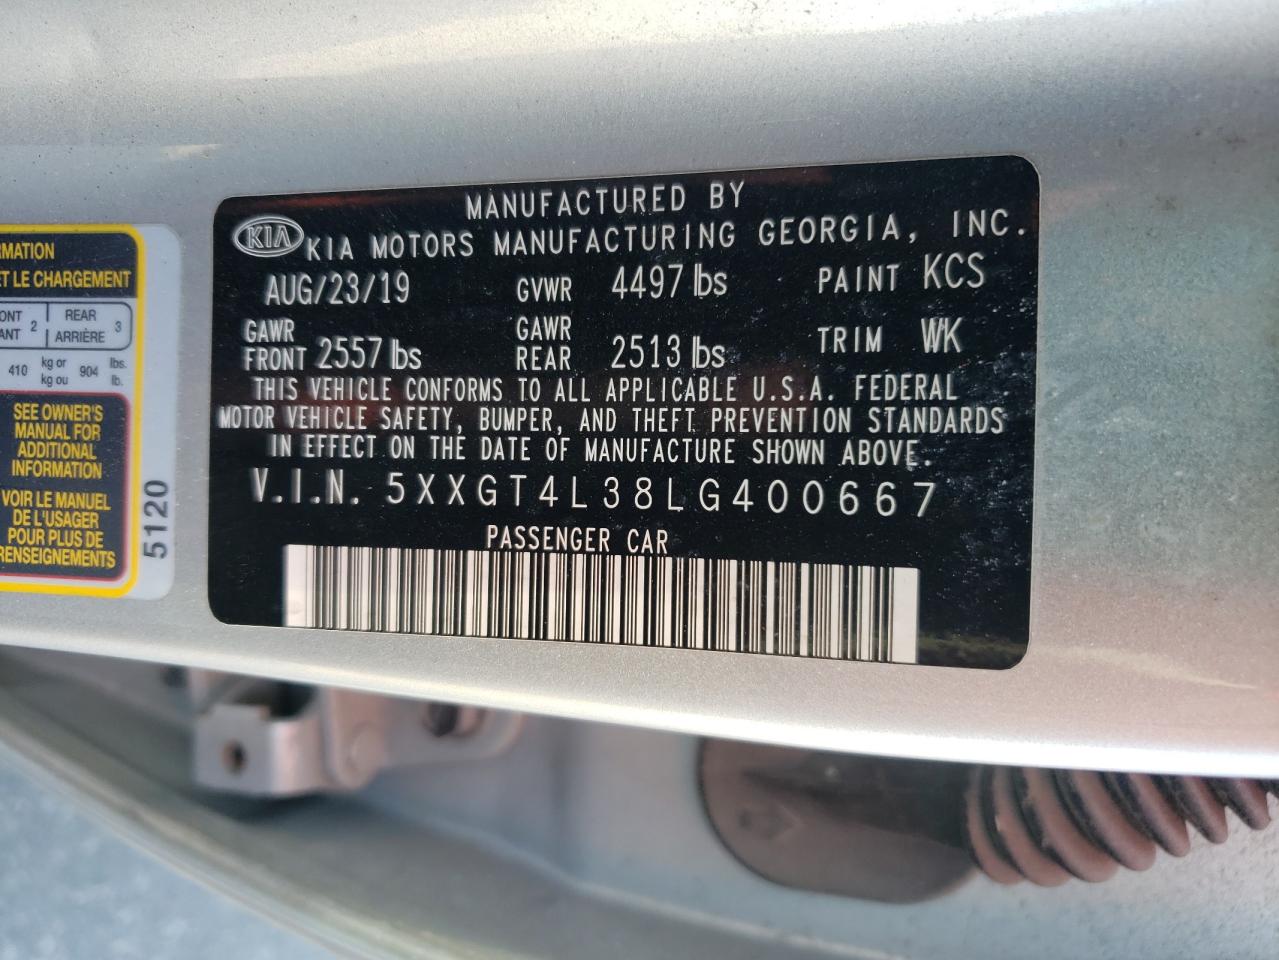 MANUFACTURED BY
KIA KIA MOTORS MANUFACTURING GEORGIA, INC.
AUG/23/19 GVWR 4497 lbs PAINT KCS
GAWR FRONT 2557 lbs GAWR REAR 2513 lbs TRIM WK
THIS VEHICLE CONFORMS TO ALL APPLICABLE U.S.A. FEDERAL
MOTOR VEHICLE SAFETY, BUMPER, AND THEFT PREVENTION STANDARDS
IN EFFECT ON THE DATE OF MANUFACTURE SHOWN ABOVE.
V.I.N. 5XXGT4L38LG400667
PASSENGER CAR
ET LE CHARGEMENT
2 REAR
ARRIÈRE 3
410 kg or 904 lbs.
kg ou lb.
SEE OWNER'S
MANUAL FOR
ADDITIONAL
INFORMATION
VOIR LE MANUEL
DE L'USAGER
POUR PLUS DE
RENSEIGNEMENTS
5120